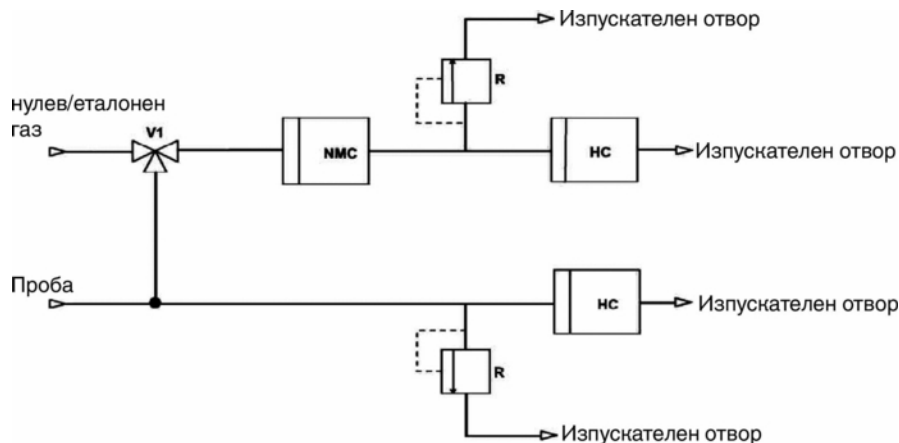 Изпускателен отвор
R
нулев/еталонен
газ
V1
NMC
HC
Изпускателен отвор
Проба
HC
Изпускателен отвор
R
Изпускателен отвор